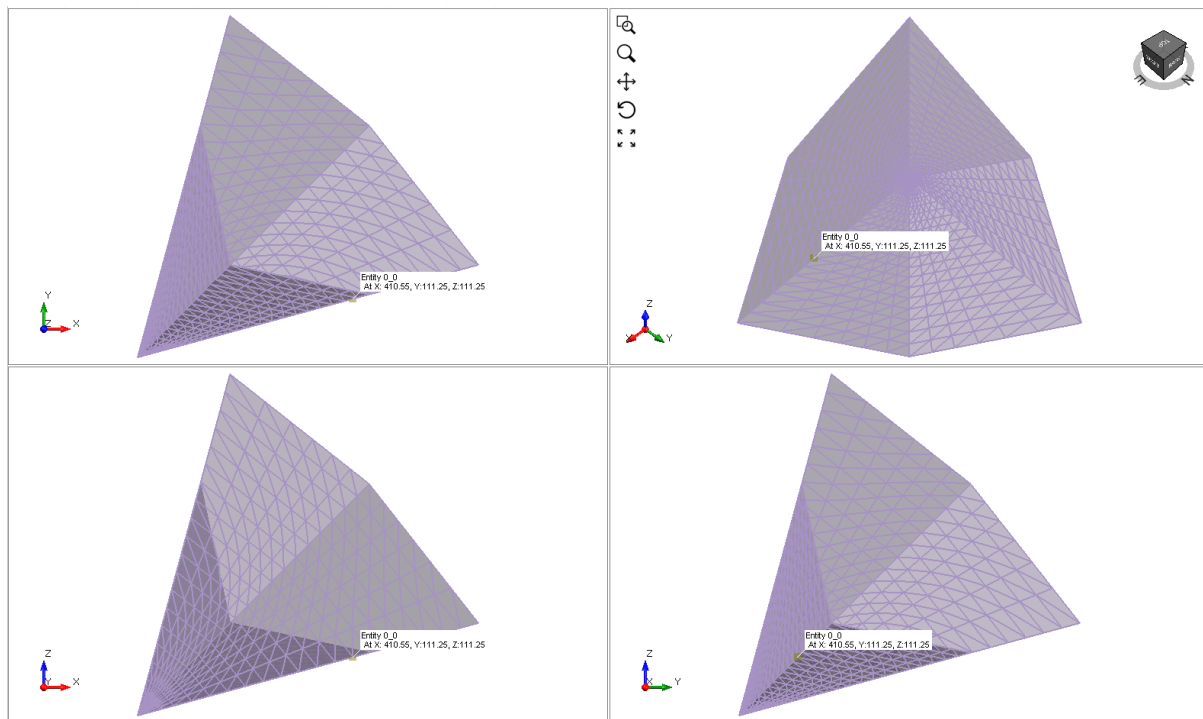 Entity 0_0
At X: 410.55, Y:111.25, Z:111.25
Y
Z
X
TOP
E
N
Entity 0_0
At X: 410.55, Y:111.25, Z:111.25
Z
X
Y
Entity 0_0
At X: 410.55, Y:111.25, Z:111.25
Z
Y
X
Entity 0_0
At X: 410.55, Y:111.25, Z:111.25
Z
X
Y